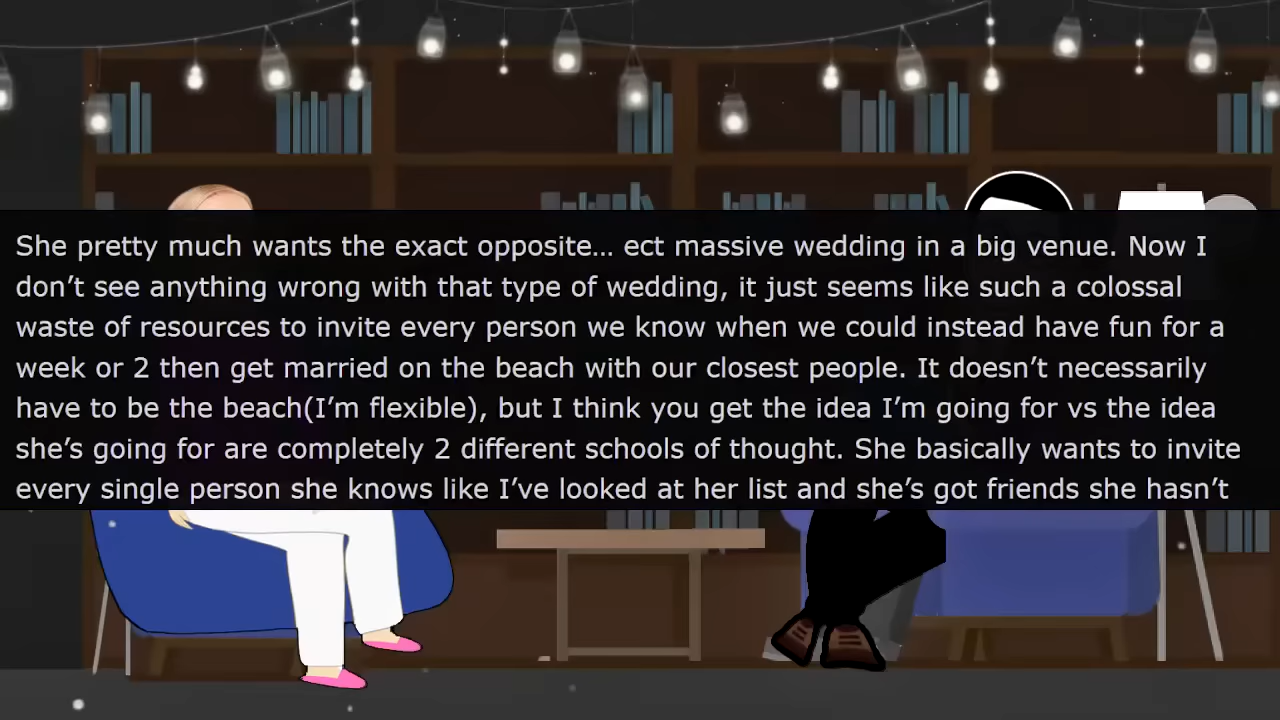 She pretty much wants the exact opposite… ect massive wedding in a big venue. Now I
don’t see anything wrong with that type of wedding, it just seems like such a colossal
waste of resources to invite every person we know when we could instead have fun for a
week or 2 then get married on the beach with our closest people. It doesn’t necessarily
have to be the beach(I’m flexible), but I think you get the idea I’m going for vs the idea
she’s going for are completely 2 different schools of thought. She basically wants to invite
every single person she knows like I’ve looked at her list and she’s got friends she hasn’t